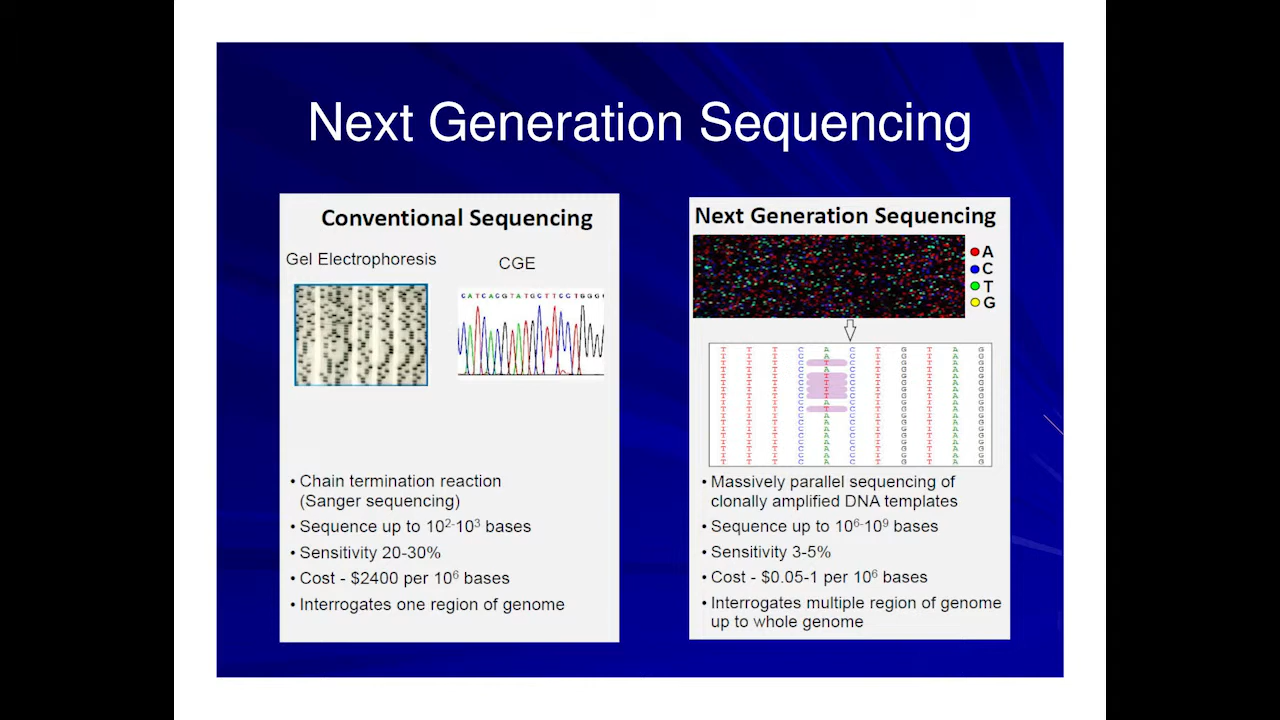 Next Generation Sequencing
Conventional Sequencing
Gel Electrophoresis
CGE
CATCACGTATGCTTCCTGGG
• Chain termination reaction
(Sanger sequencing)
• Sequence up to 10²⁻10³ bases
• Sensitivity 20-30%
• Cost - $2400 per 10⁶ bases
• Interrogates one region of genome
Next Generation Sequencing
A
C
T
G
T T T C A C T G T A G
T T T C A C T G T A G
T T T C T C T G T A G
T T T C A C T G T A G
T T T C T C T G T A G
T T T C T C T G T A G
T T T C T C T G T A G
T T T C T C T G T A G
T T T C A C T G T A G
T T T C T C T G T A G
T T T C A C T G T A G
T T T C A C T G T A G
T T T C A C T G T A G
T T T C A C T G T A G
T T T C A C T G T A G
T T T C A C T G T A G
T T T C A C T G T A G
T T T C A C T G T A G
• Massively parallel sequencing of
clonally amplified DNA templates
• Sequence up to 10⁶⁻10⁹ bases
• Sensitivity 3-5%
• Cost - $0.05-1 per 10⁶ bases
• Interrogates multiple region of genome
up to whole genome